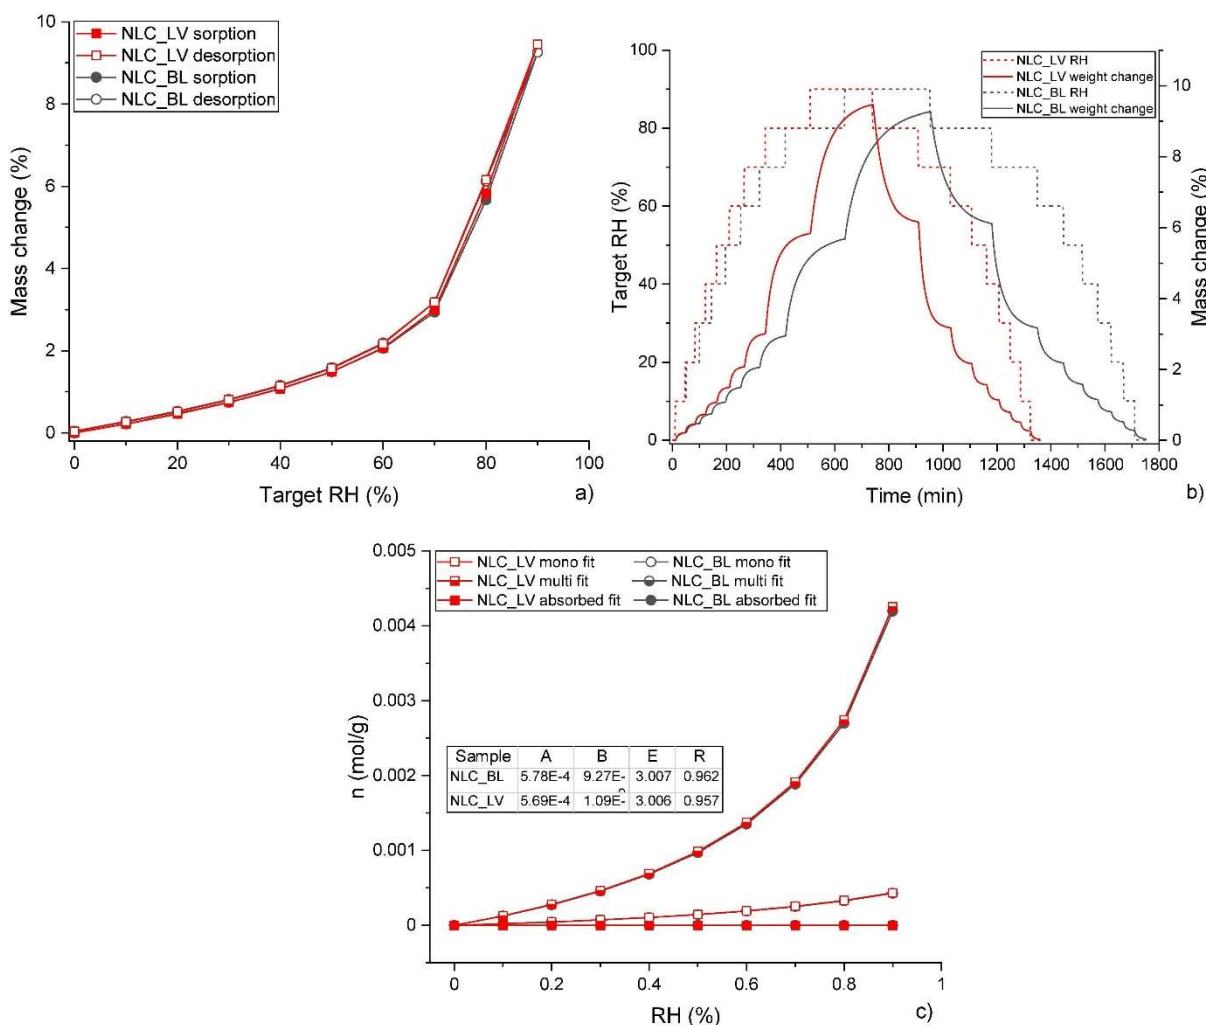 NLC_LV sorption
NLC_LV desorption
NLC_BL sorption
NLC_BL desorption
10
8
6
4
2
0
Mass change (%)
0 20 40 60 80 100
Target RH (%)
a)
NLC_LV RH
NLC_LV weight change
NLC_BL RH
NLC_BL weight change
100
80
60
40
20
0
Target RH (%)
10
8
6
4
2
0
Mass change (%)
0 200 400 600 800 1000 1200 1400 1600 1800
Time (min)
b)
NLC_LV mono fit NLC_BL mono fit
NLC_LV multi fit NLC_BL multi fit
NLC_LV absorbed fit NLC_BL absorbed fit
0.005
0.004
0.003
0.002
0.001
0
n (mol/g)
Sample A B E R
NLC_BL 5.78E-4 9.27E- 3.007 0.962
NLC_LV 5.69E-4 1.09E- 3.006 0.957
0 0.2 0.4 0.6 0.8 1
RH (%)
c)